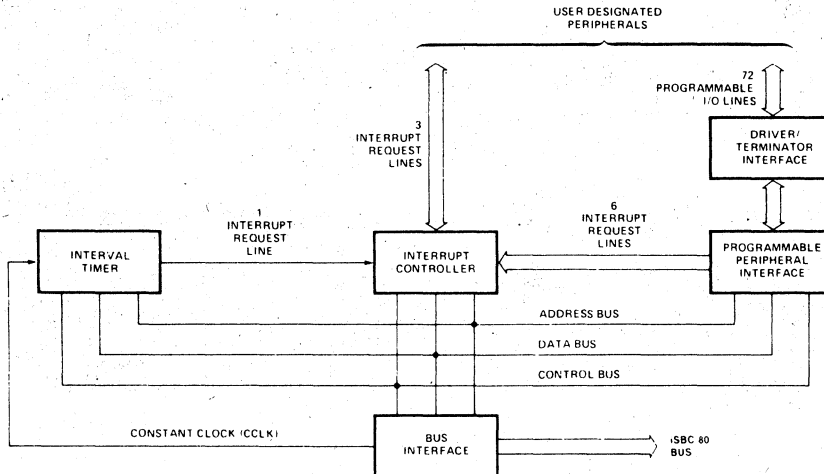 USER DESIGNATED
PERIPHERALS
72
PROGRAMMABLE
I/O LINES
3
INTERRUPT
REQUEST
LINES
DRIVER/
TERMINATOR
INTERFACE
1
INTERRUPT
REQUEST
LINE
6
INTERRUPT
REQUEST
LINES
INTERVAL
TIMER
INTERRUPT
CONTROLLER
PROGRAMMABLE
PERIPHERAL
INTERFACE
ADDRESS BUS
DATA BUS
CONTROL BUS
CONSTANT CLOCK (CCLK)
BUS
INTERFACE
iSBC 80
BUS